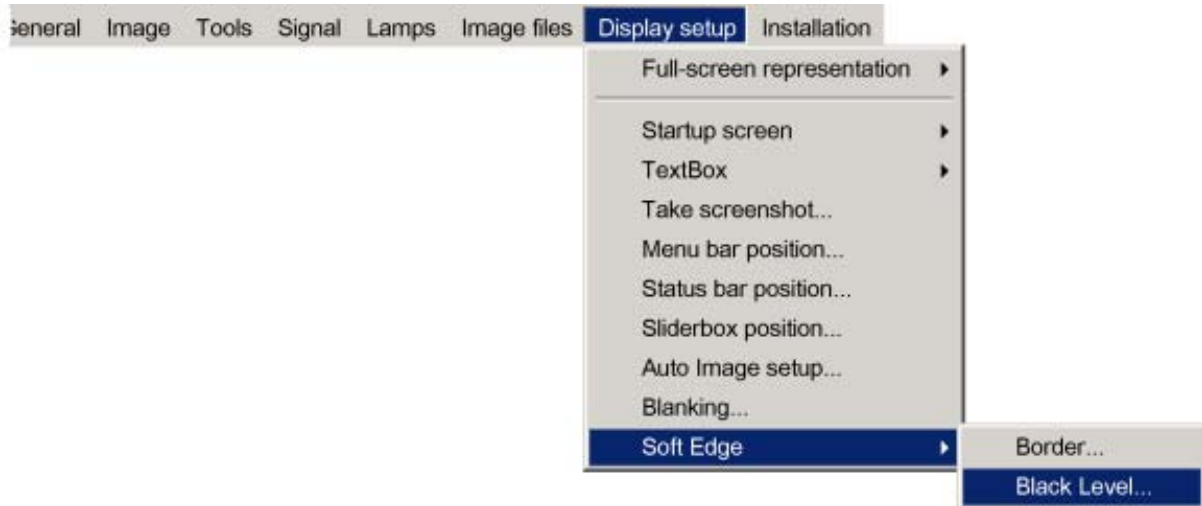 General Image Tools Signal Lamps Image files Display setup Installation
Full-screen representation
Startup screen
TextBox
Take screenshot...
Menu bar position...
Status bar position...
Sliderbox position...
Auto Image setup...
Blanking...
Soft Edge
Border...
Black Level...